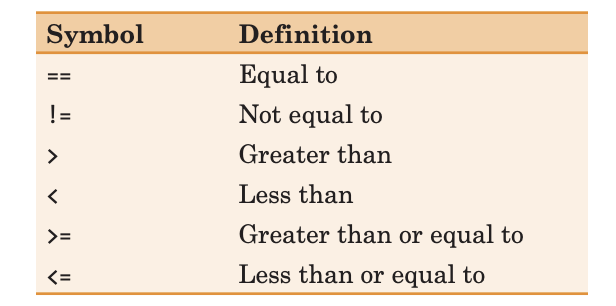 Symbol Definition
== Equal to
!= Not equal to
> Greater than
< Less than
>= Greater than or equal to
<= Less than or equal to